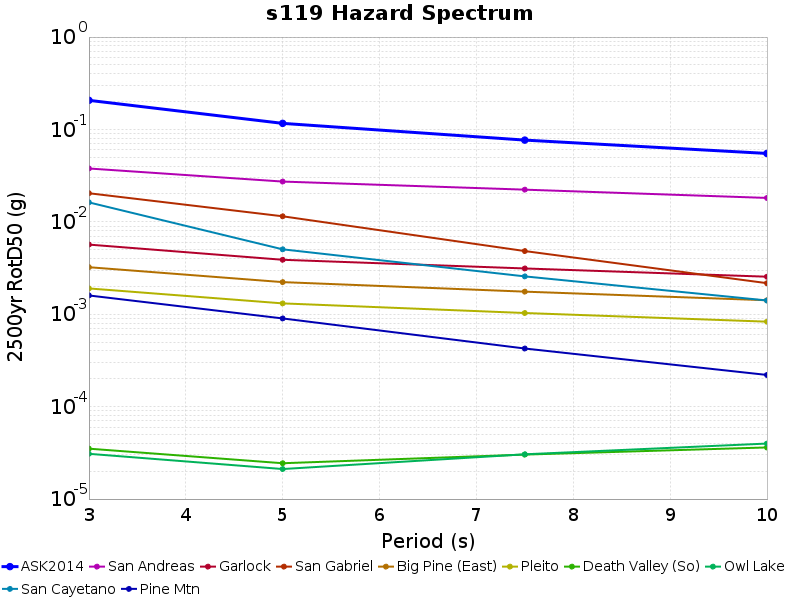 s119 Hazard Spectrum
10^0
10^-1
10^-2
10^-3
10^-4
10^-5
2500yr RotD50 (g)
3 4 5 6 7 8 9 10
Period (s)
ASK2014 San Andreas Garlock San Gabriel Big Pine (East) Pleito Death Valley (So) Owl Lake
San Cayetano Pine Mtn